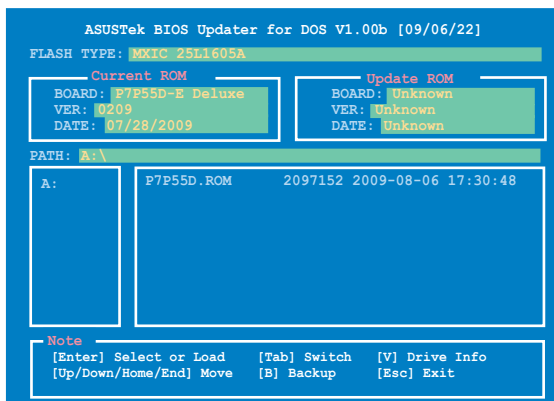 ASUSTek BIOS Updater for DOS V1.00b [09/06/22]
FLASH TYPE: MXIC 25L1605A
Current ROM
BOARD: P7P55D-E Deluxe
VER: 0209
DATE: 07/28/2009
Update ROM
BOARD: Unknown
VER: Unknown
DATE: Unknown
PATH: A:\
A:
P7P55D.ROM 2097152 2009-08-06 17:30:48
Note
[Enter] Select or Load [Tab] Switch [V] Drive Info
[Up/Down/Home/End] Move [B] Backup [Esc] Exit